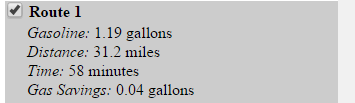 Route 1
Gasoline: 1.19 gallons
Distance: 31.2 miles
Time: 58 minutes
Gas Savings: 0.04 gallons